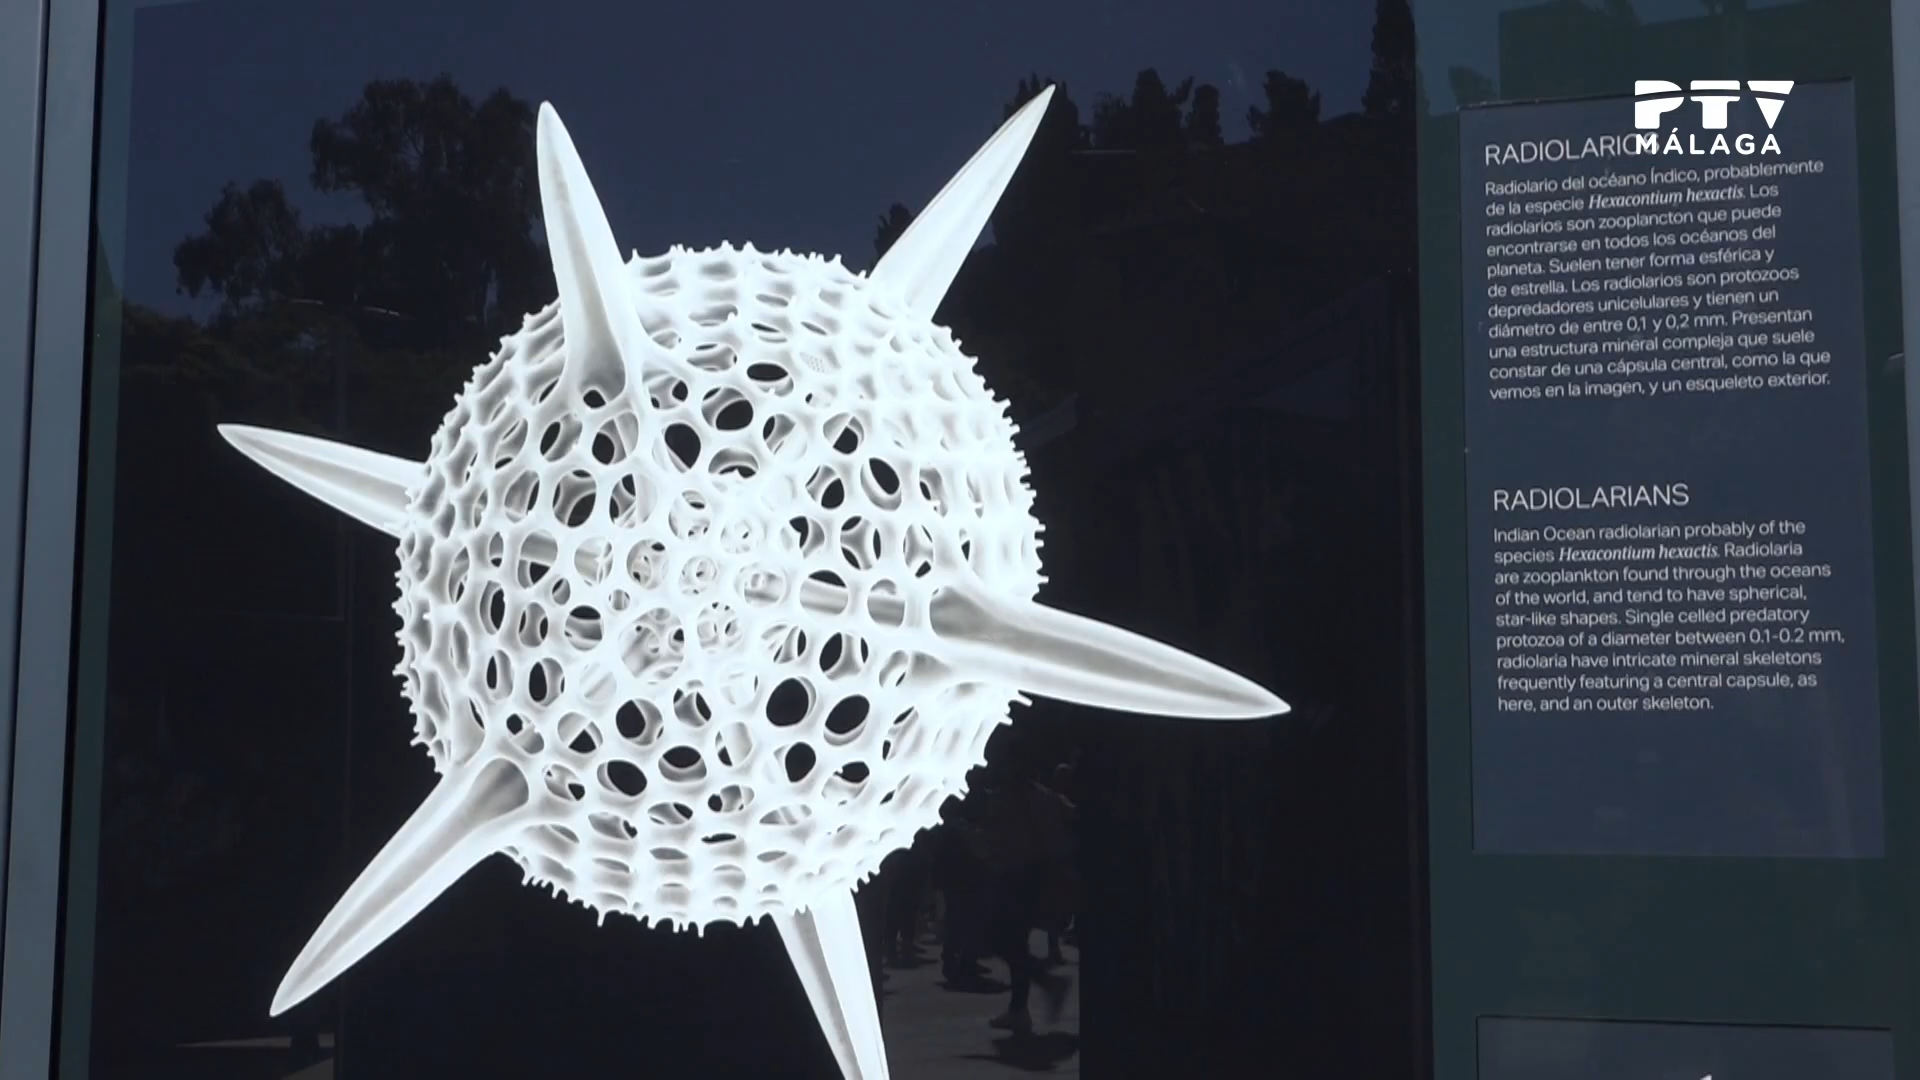 PTV
MÁLAGA
RADIOLARIOS
Radiolario del océano Índico, probablemente
de la especie Hexacontium hexactis. Los
radiolarios son zooplancton que puede
encontrarse en todos los océanos del
planeta. Suelen tener forma esférica y
de estrella. Los radiolarios son protozoos
depredadores unicelulares y tienen un
diámetro de entre 0,1 y 0,2 mm. Presentan
una estructura mineral compleja que suele
constar de una cápsula central, como la que
vemos en la imagen, y un esqueleto exterior.
RADIOLARIANS
Indian Ocean radiolarian probably of the
species Hexacontium hexactis. Radiolaria
are zooplankton found through the oceans
of the world, and tend to have spherical,
star-like shapes. Single celled predatory
protozoa of a diameter between 0.1-0.2 mm,
radiolaria have intricate mineral skeletons
frequently featuring a central capsule, as
here, and an outer skeleton.